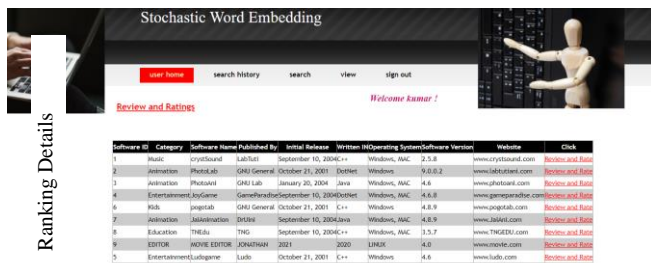 Stochastic Word Embedding
user home search history search view sign out
Welcome kumar !
Review and Ratings
Ranking Details
Software ID Category Software Name Published By Initial Release Written IN Operating System Software Version Website Click
1 Music crystSound LabTuti September 10, 2004 C++ Windows, MAC 2.5.8 www.crystsound.com Review and Rate
2 Animation PhotoLab GNU General October 21, 2001 DotNet Windows 9.0.0.2 www.labtutiani.com Review and Rate
3 Animation PhotoAni GNU Lab January 20, 2004 Java Windows, MAC 4.6 www.photoani.com Review and Rate
4 Entertainment JoyGame GameParadise September 10, 2004 DotNet Windows, MAC 4.6.8 www.gameparadise.com Review and Rate
6 Kids pogotab GNU General October 21, 2001 C++ Windows 4.8.9 www.pogotab.com Review and Rate
7 Animation JaiAnimation DrUini September 10, 2004 Java Windows, MAC 4.8.9 www.JaiAni.com Review and Rate
8 Education TNEdu TNG September 10, 2004 C++ Windows, MAC 3.5.7 www.TNGEDU.com Review and Rate
9 EDITOR MOVIE EDITOR JONATHAN 2021 2020 LINUX 4.0 www.movie.com Review and Rate
5 Entertainment Ludogame Ludo October 21, 2001 C++ Windows 4.6 www.ludo.com Review and Rate